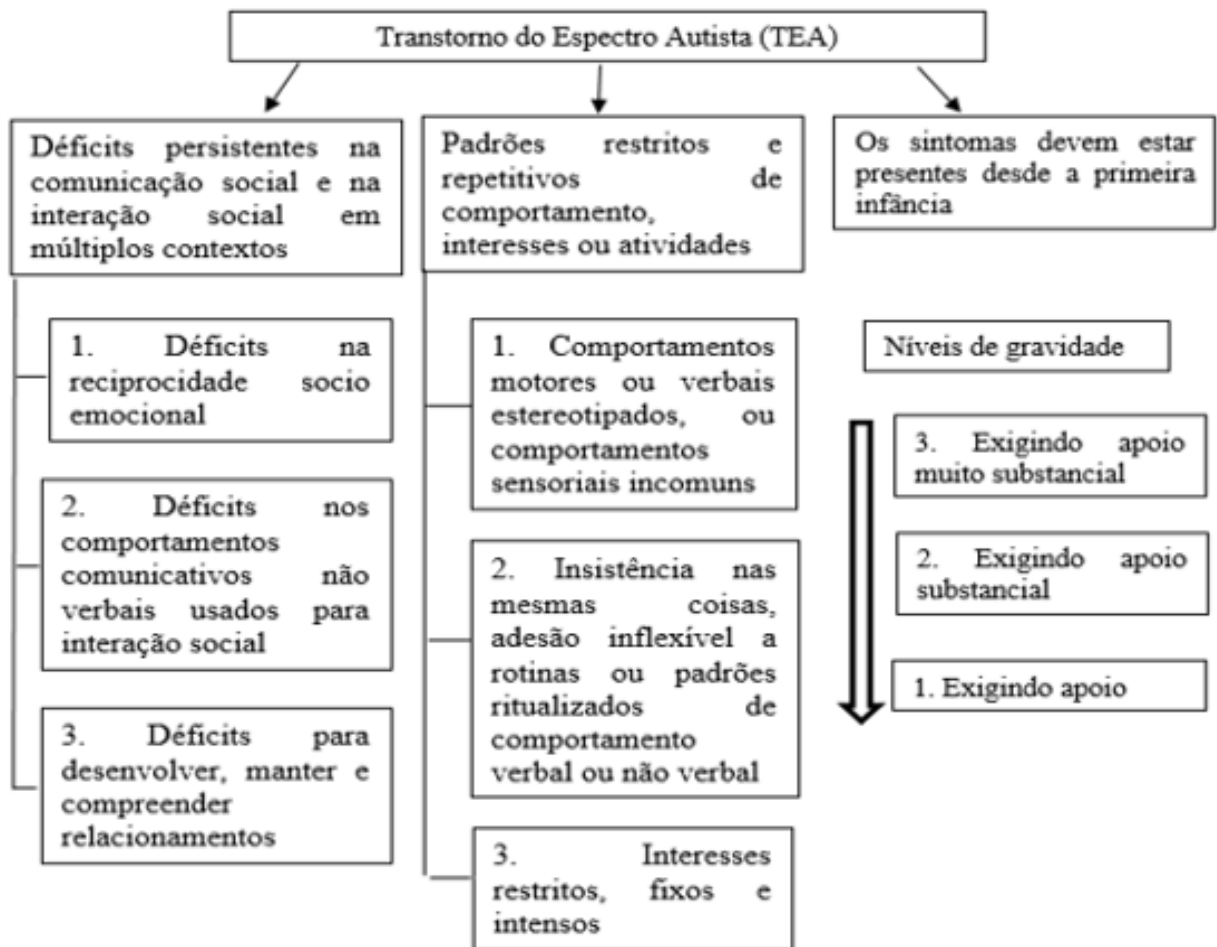 Transtorno do Espectro Autista (TEA)
Déficits persistentes na
comunicação social e na
interação social em
múltiplos contextos
1. Déficits na
reciprocidade socio
emocional
2. Déficits nos
comportamentos
comunicativos não
verbais usados para
interação social
3. Déficits para
desenvolver, manter e
compreender
relacionamentos
Padrões restritos e
repetitivos de
comportamento,
interesses ou atividades
1. Comportamentos
motores ou verbais
estereotipados, ou
comportamentos
sensoriais incomuns
2. Insistência nas
mesmas coisas,
adesão inflexível a
rotinas ou padrões
ritualizados de
comportamento
verbal ou não verbal
3. Interesses
restritos, fixos e
intensos
Os sintomas devem estar
presentes desde a primeira
infância
Níveis de gravidade
3. Exigindo apoio
muito substancial
2. Exigindo apoio
substancial
1. Exigindo apoio